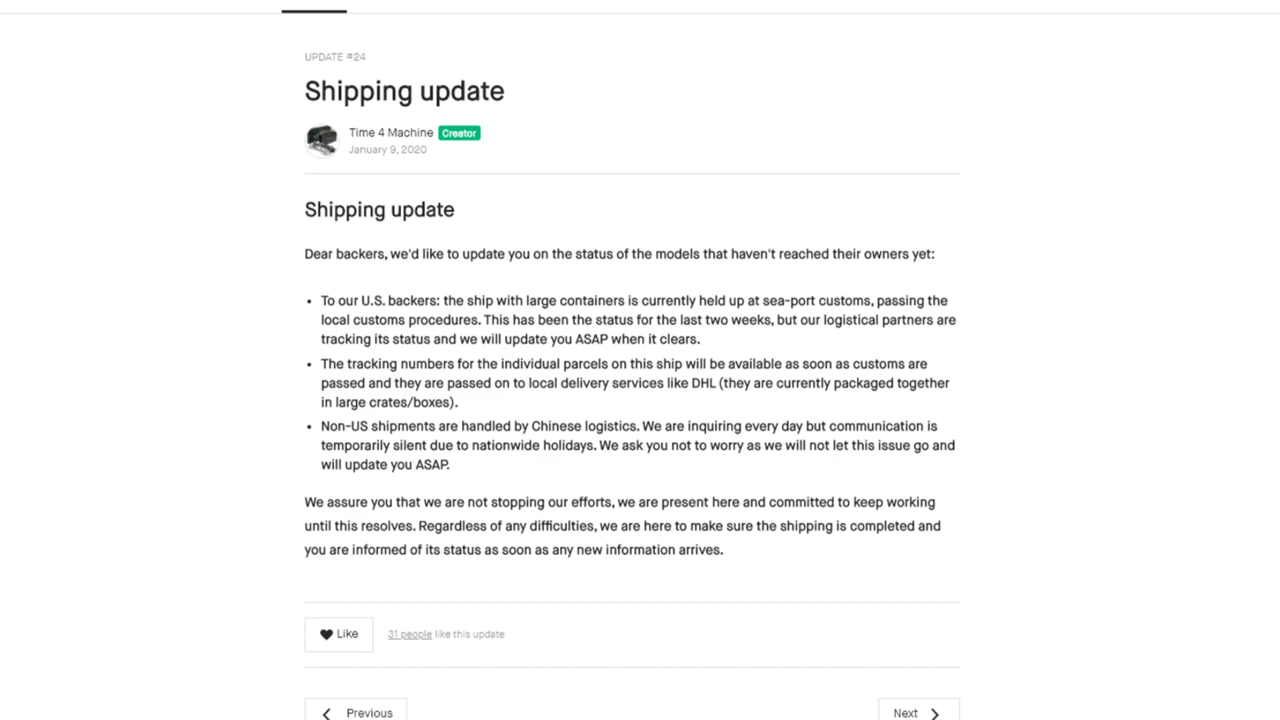 UPDATE #24
Shipping update
Time 4 Machine Creator
January 9, 2020
Shipping update
Dear backers, we'd like to update you on the status of the models that haven't reached their owners yet:
• To our U.S. backers: the ship with large containers is currently held up at sea-port customs, passing the
local customs procedures. This has been the status for the last two weeks, but our logistical partners are
tracking its status and we will update you ASAP when it clears.
• The tracking numbers for the individual parcels on this ship will be available as soon as customs are
passed and they are passed on to local delivery services like DHL (they are currently packaged together
in large crates/boxes).
• Non-US shipments are handled by Chinese logistics. We are inquiring every day but communication is
temporarily silent due to nationwide holidays. We ask you not to worry as we will not let this issue go and
will update you ASAP.
We assure you that we are not stopping our efforts, we are present here and committed to keep working
until this resolves. Regardless of any difficulties, we are here to make sure the shipping is completed and
you are informed of its status as soon as any new information arrives.
Like 31 people like this update
Previous Next